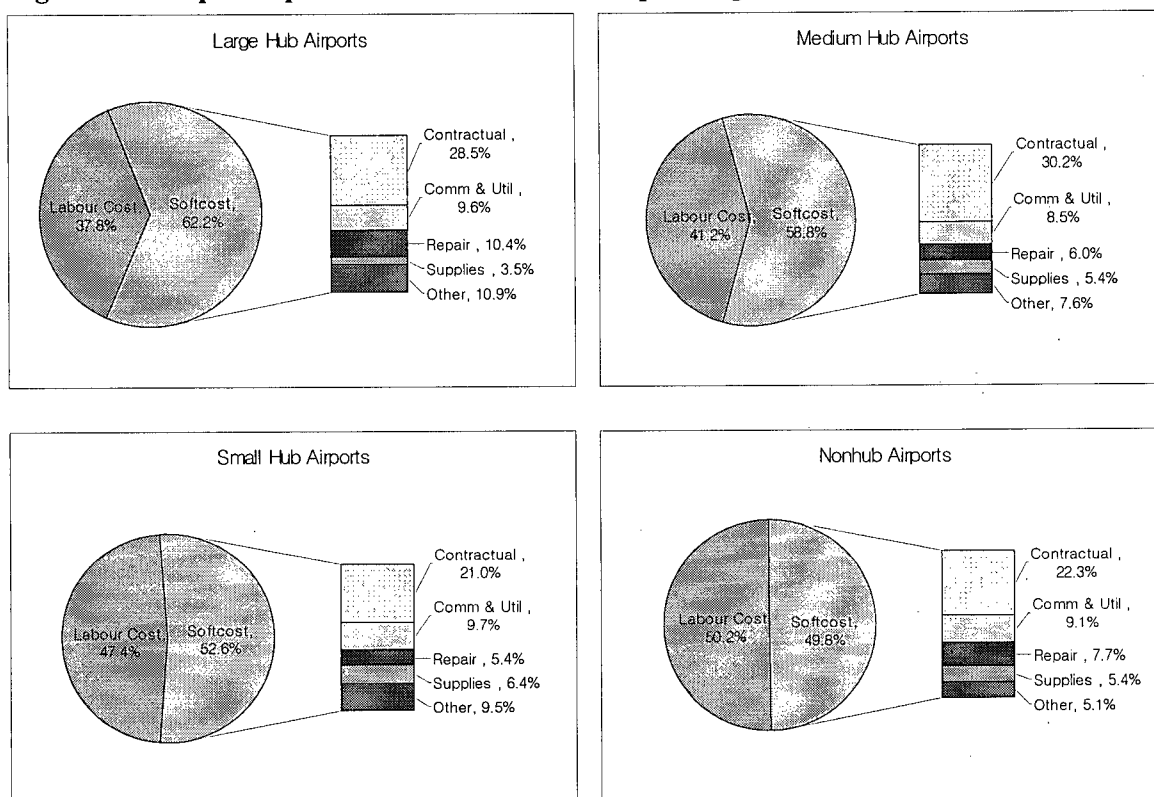 Large Hub Airports
Contractual ,
28.5%
Comm & Util ,
9.6%
Labour Cost,
37.8%
Softcost,
62.2%
Repair , 10.4%
Supplies , 3.5%
Other, 10.9%
Medium Hub Airports
Contractual ,
30.2%
Comm & Util ,
8.5%
Labour Cost,
41.2%
Softcost,
58.8%
Repair , 6.0%
Supplies , 5.4%
Other, 7.6%
Small Hub Airports
Contractual ,
21.0%
Comm & Util ,
9.7%
Labour Cost,
47.4%
Softcost,
52.6%
Repair , 5.4%
Supplies , 6.4%
Other, 9.5%
Nonhub Airports
Contractual ,
22.3%
Comm & Util ,
9.1%
Labour Cost,
50.2%
Softcost,
49.8%
Repair , 7.7%
Supplies , 5.4%
Other, 5.1%